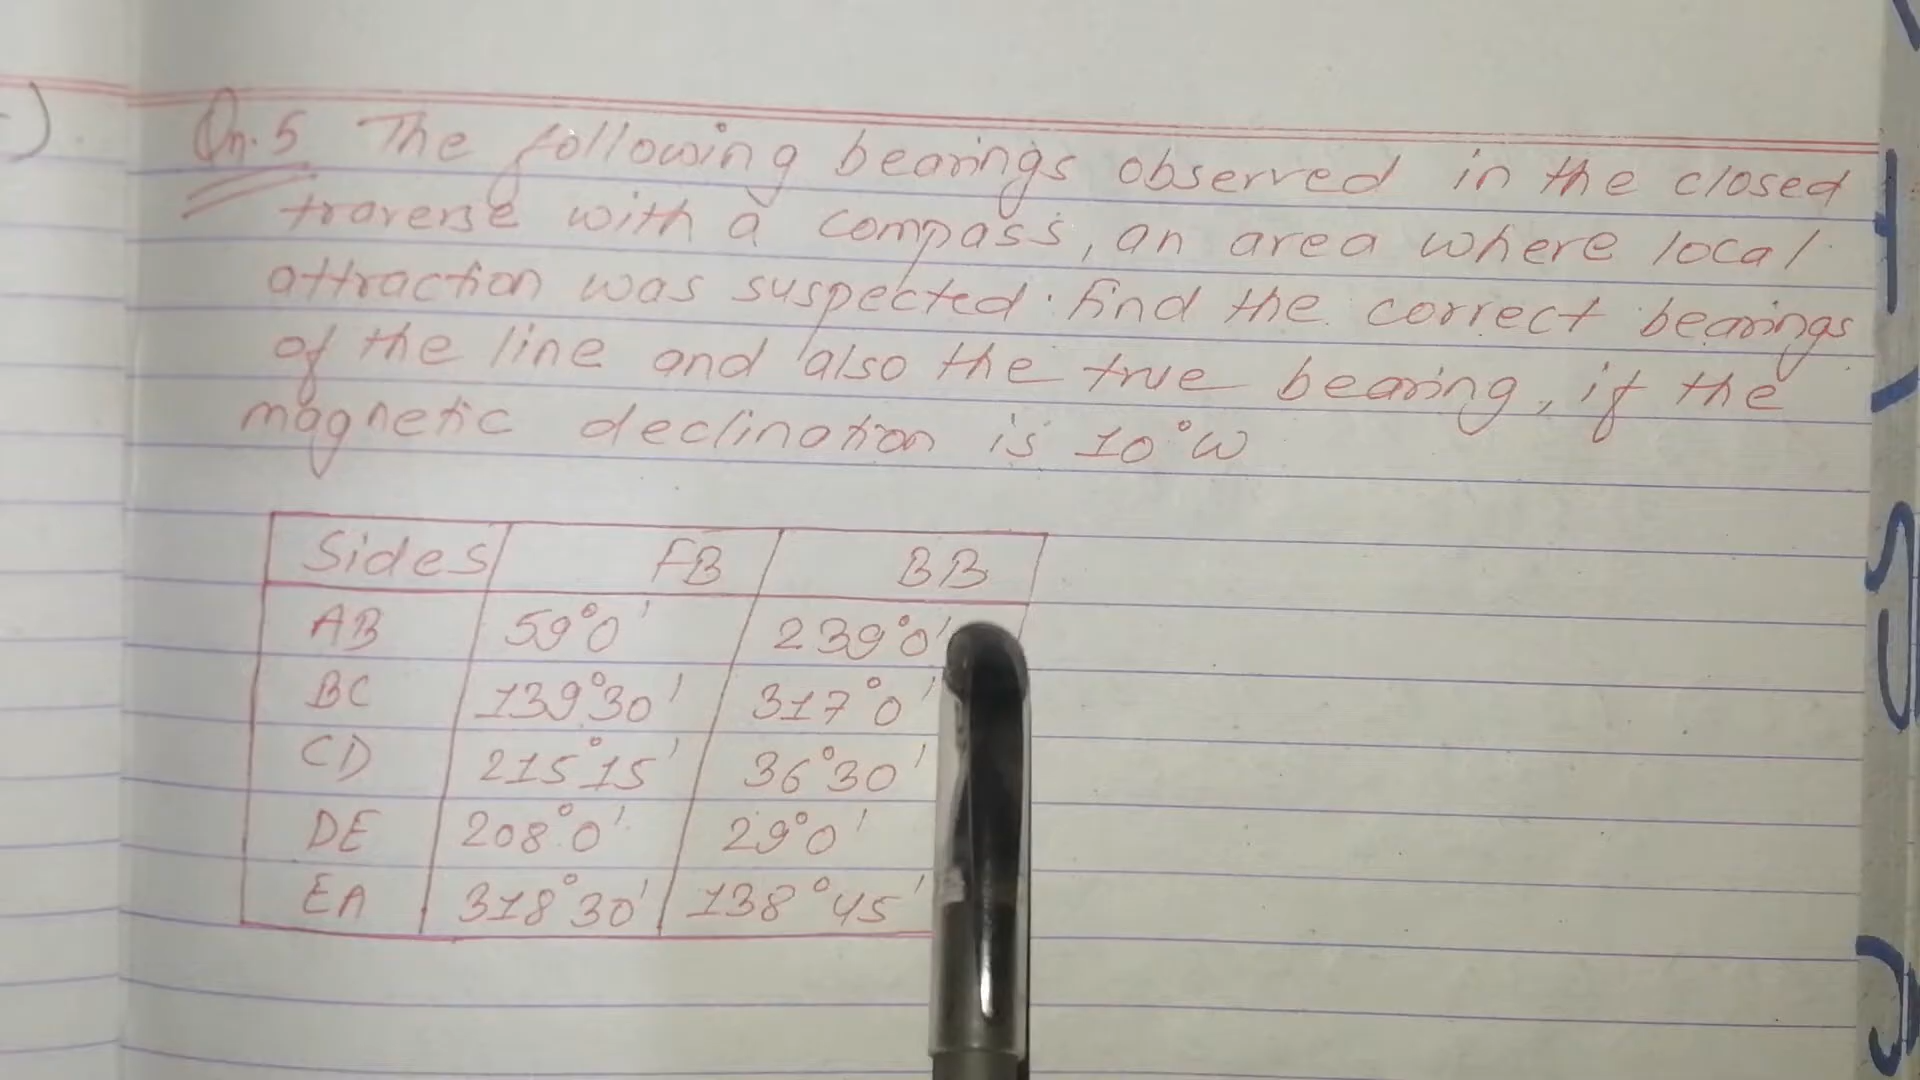 Qn.5 The following bearings observed in the closed
traverse with a compass, an area where local
attraction was suspected. find the correct bearings
of the line and also the true bearing, if the
magnetic declination is 10°W
Sides FB BB
AB 59°0' 239°0'
BC 139°30' 317°0'
CD 215°15' 36°30'
DE 208°0' 29°0'
EA 318°30' 138°45'